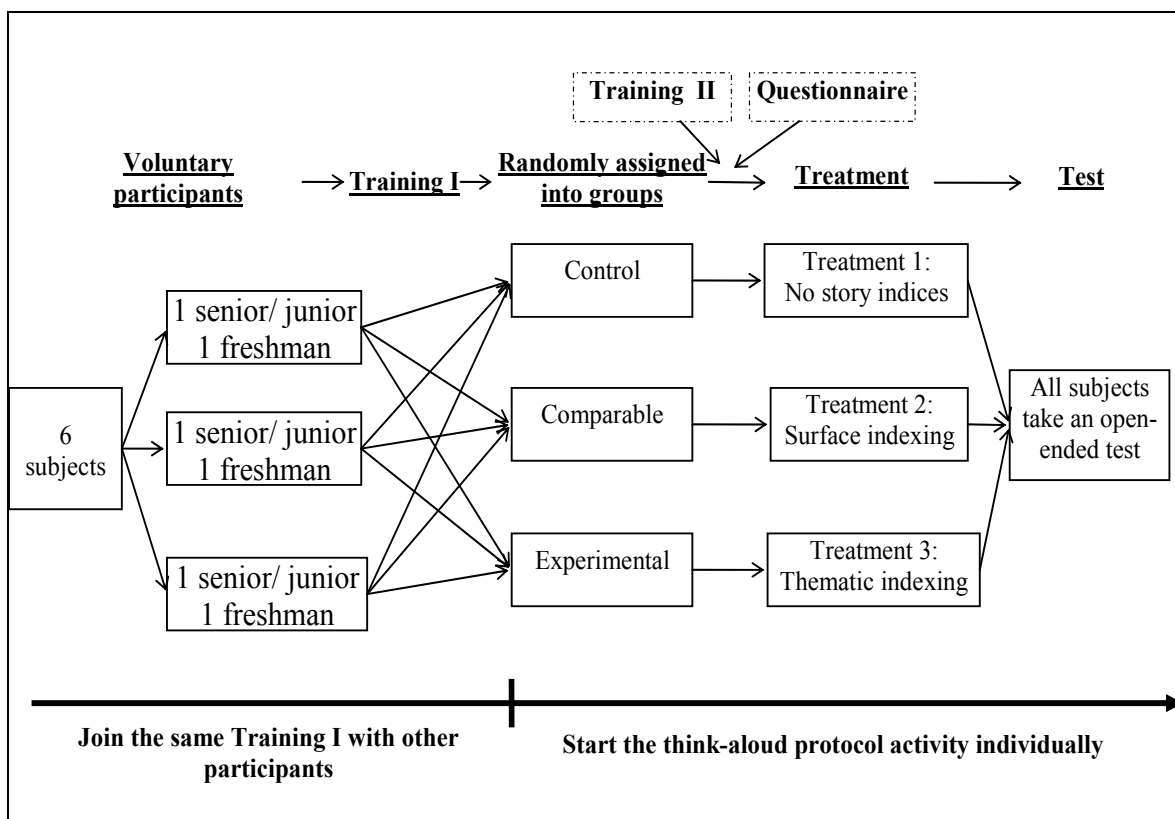 Training II
Questionnaire
Voluntary
participants
Training I
Randomly assigned
into groups
Treatment
Test
6
subjects
1 senior/ junior
1 freshman
1 senior/ junior
1 freshman
1 senior/ junior
1 freshman
Control
Comparable
Experimental
Treatment 1:
No story indices
Treatment 2:
Surface indexing
Treatment 3:
Thematic indexing
All subjects
take an open-
ended test
Join the same Training I with other
participants
Start the think-aloud protocol activity individually